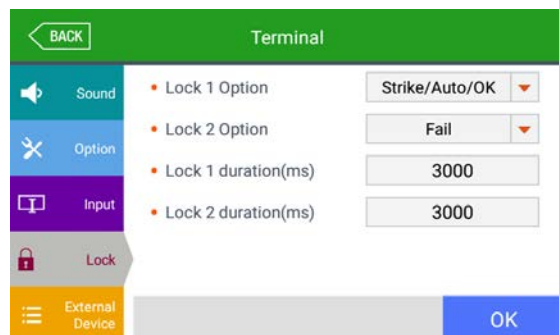 BACK
Terminal
Sound
Option
Input
Lock
External
Device
Lock 1 Option
Strike/Auto/OK
Lock 2 Option
Fail
Lock 1 duration(ms)
3000
Lock 2 duration(ms)
3000
OK